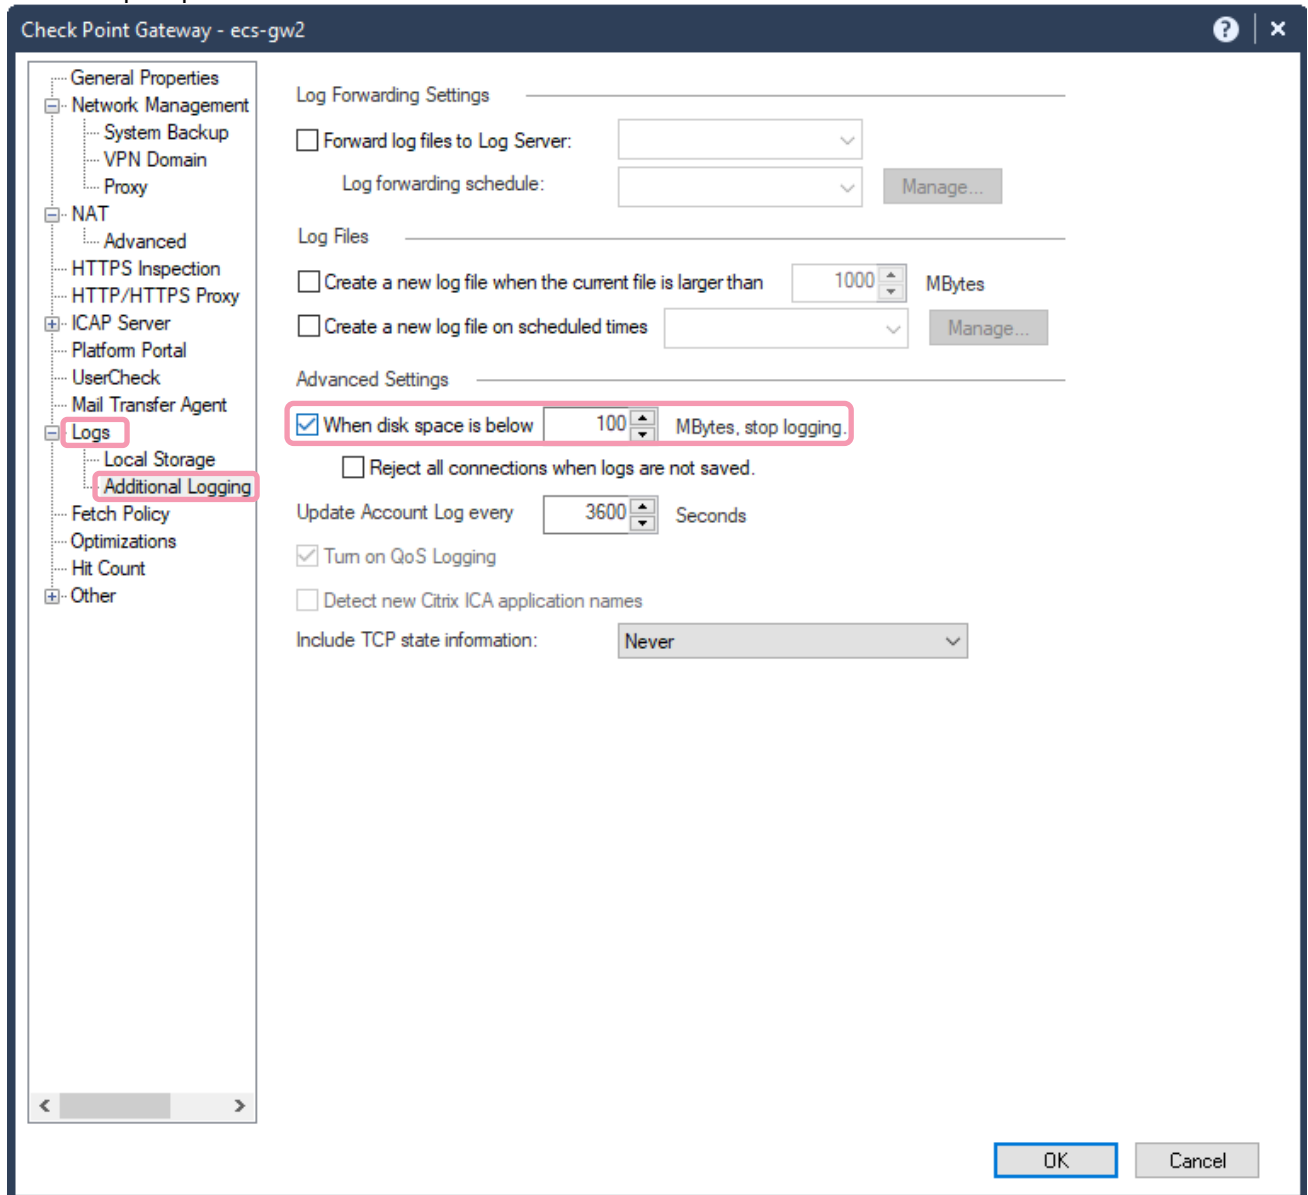 Check Point Gateway - ecs-gw2
General Properties
Network Management
System Backup
VPN Domain
Proxy
NAT
Advanced
HTTPS Inspection
HTTP/HTTPS Proxy
ICAP Server
Platform Portal
UserCheck
Mail Transfer Agent
Logs
Local Storage
Additional Logging
Fetch Policy
Optimizations
Hit Count
Other
Log Forwarding Settings
Forward log files to Log Server:
Log forwarding schedule: Manage...
Log Files
Create a new log file when the current file is larger than 1000 MBytes
Create a new log file on scheduled times Manage...
Advanced Settings
When disk space is below 100 MBytes, stop logging.
Reject all connections when logs are not saved.
Update Account Log every 3600 Seconds
Turn on QoS Logging
Detect new Citrix ICA application names
Include TCP state information: Never
OK Cancel